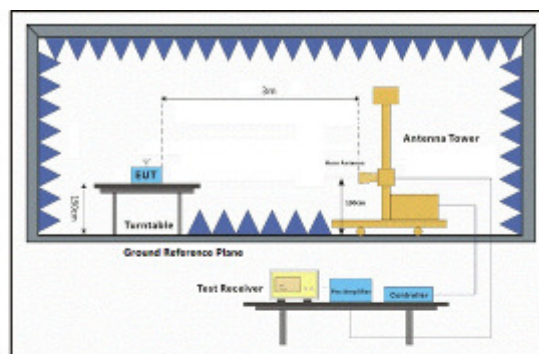 3m
Antenna Tower
Horn Antenna
EUT
150cm
100cm
Turntable
Ground Reference Plane
Test Receiver
Pre-Amplifier
Controller